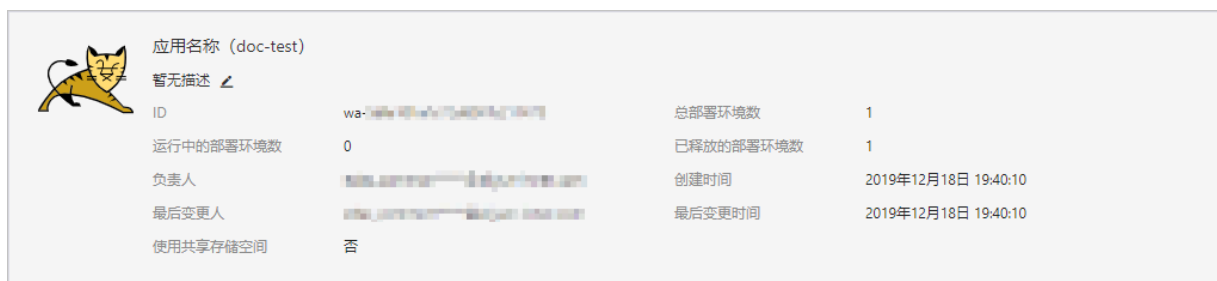 应用名称（doc-test）
暂无描述
ID wa- 总部署环境数 1
运行中的部署环境数 0 已释放的部署环境数 1
负责人 创建时间 2019年12月18日 19:40:10
最后变更人 最后变更时间 2019年12月18日 19:40:10
使用共享存储空间 否